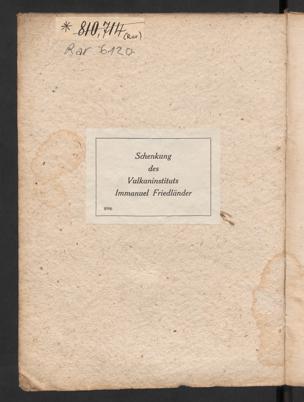 * 810,714 (Rar)
Rar 6120
Schenkung
des
Vulkaninstituts
Immanuel Friedländer